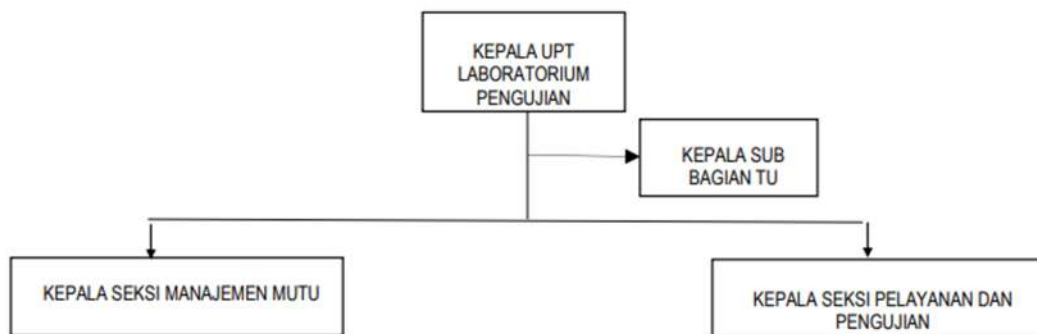 KEPALA UPT
LABORATORIUM
PENGUJIAN
KEPALA SUB
BAGIAN TU
KEPALA SEKSI MANAJEMEN MUTU
KEPALA SEKSI PELAYANAN DAN
PENGUJIAN